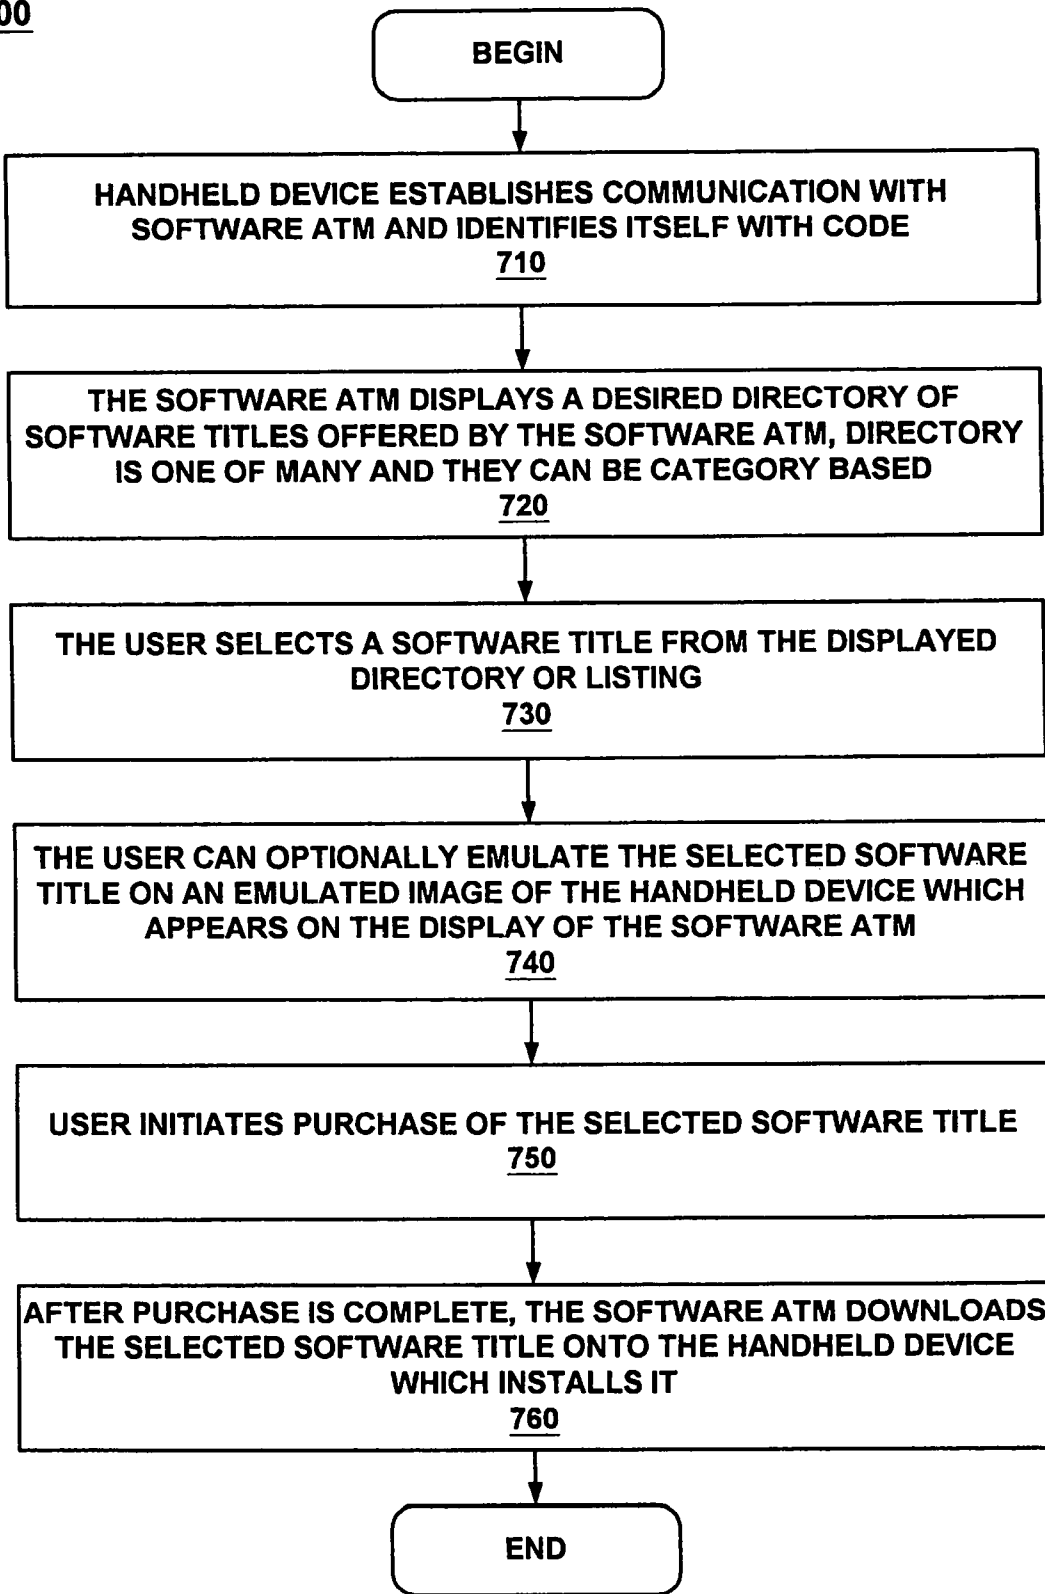 00
BEGIN
HANDHELD DEVICE ESTABLISHES COMMUNICATION WITH
SOFTWARE ATM AND IDENTIFIES ITSELF WITH CODE
710
THE SOFTWARE ATM DISPLAYS A DESIRED DIRECTORY OF
SOFTWARE TITLES OFFERED BY THE SOFTWARE ATM, DIRECTORY
IS ONE OF MANY AND THEY CAN BE CATEGORY BASED
720
THE USER SELECTS A SOFTWARE TITLE FROM THE DISPLAYED
DIRECTORY OR LISTING
730
THE USER CAN OPTIONALLY EMULATE THE SELECTED SOFTWARE
TITLE ON AN EMULATED IMAGE OF THE HANDHELD DEVICE WHICH
APPEARS ON THE DISPLAY OF THE SOFTWARE ATM
740
USER INITIATES PURCHASE OF THE SELECTED SOFTWARE TITLE
750
AFTER PURCHASE IS COMPLETE, THE SOFTWARE ATM DOWNLOADS
THE SELECTED SOFTWARE TITLE ONTO THE HANDHELD DEVICE
WHICH INSTALLS IT
760
END